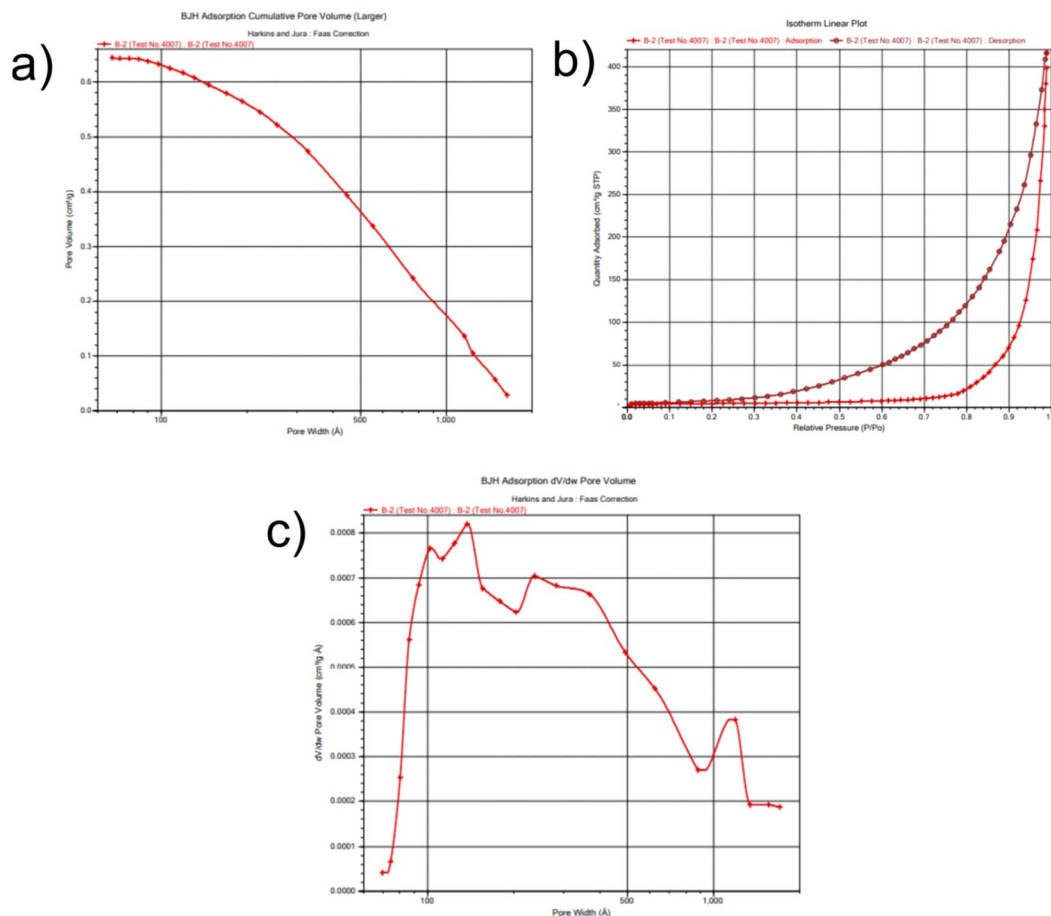 a)
BJH Adsorption Cumulative Pore Volume (Larger)
Harkins and Jura : Faas Correction
B-2 (Test No.4007) : B-2 (Test No.4007)
Pore Volume (cm³/g)
0.6
0.5
0.4
0.3
0.2
0.1
0.0
100
500
1,000
Pore Width (Å)
b)
Isotherm Linear Plot
B-2 (Test No.4007) : B-2 (Test No.4007) : Adsorption
B-2 (Test No.4007) : B-2 (Test No.4007) : Desorption
Quantity Adsorbed (cm³/g STP)
400
350
300
250
200
150
100
50
0.0
0.1
0.2
0.3
0.4
0.5
0.6
0.7
0.8
0.9
Relative Pressure (P/Po)
c)
BJH Adsorption dV/dw Pore Volume
Harkins and Jura : Faas Correction
B-2 (Test No.4007) : B-2 (Test No.4007)
dV/dw Pore Volume (cm³/g·Å)
0.0008
0.0007
0.0006
0.0005
0.0004
0.0003
0.0002
0.0001
0.0000
100
500
1,000
Pore Width (Å)